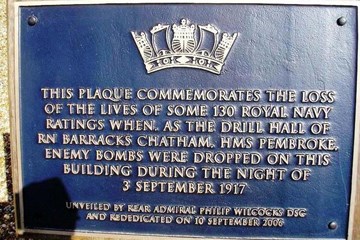 THIS PLAQUE COMMEMORATES THE LOSS
OF THE LIVES OF SOME 130 ROYAL NAVY
RATINGS WHEN, AS THE DRILL HALL OF
RN BARRACKS CHATHAM, HMS PEMBROKE,
ENEMY BOMBS WERE DROPPED ON THIS
BUILDING DURING THE NIGHT OF
3 SEPTEMBER 1917
UNVEILED BY REAR ADMIRAL PHILIP WILCOCKS DSC
AND REDEDICATED ON 10 SEPTEMBER 2006